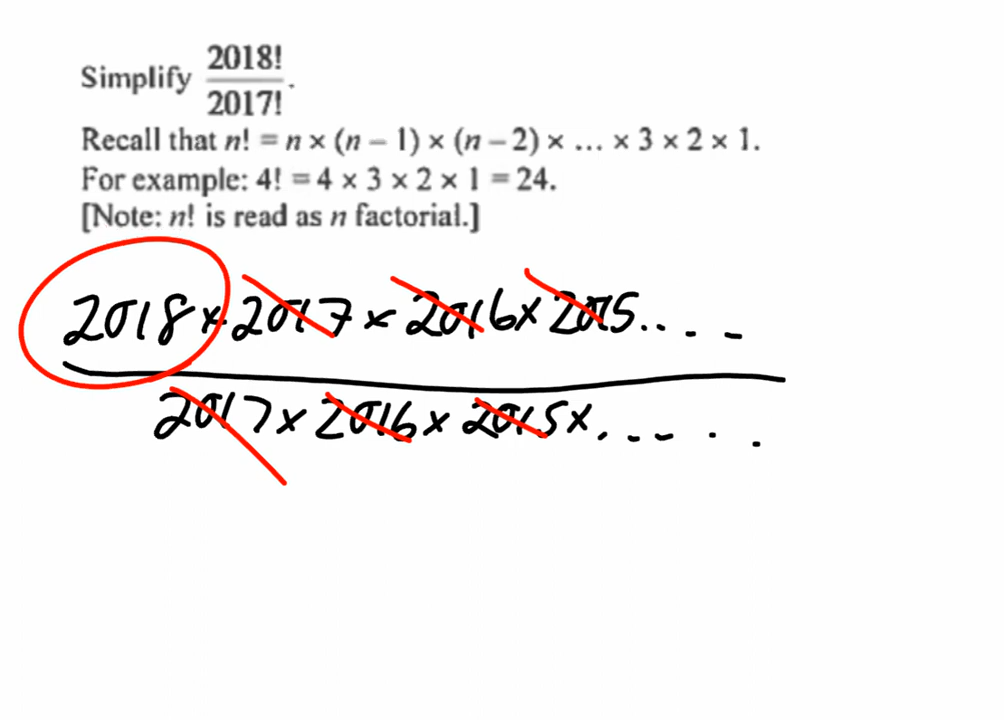 Simplify 2018!/2017!.
Recall that n! = n × (n – 1) × (n – 2) × ... × 3 × 2 × 1.
For example: 4! = 4 × 3 × 2 × 1 = 24.
[Note: n! is read as n factorial.]
2018 × 2017 × 2016 × 2015 . . . –
2017 × 2016 × 2015 × . - – . .